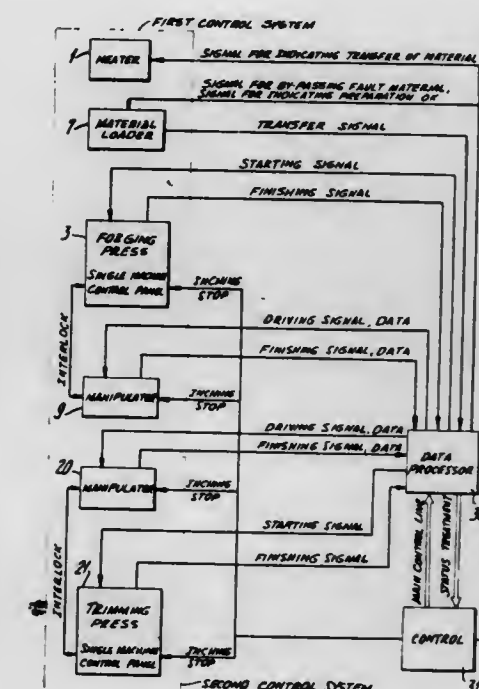 FIRST CONTROL SYSTEM
1
HEATER
SIGNAL FOR INDICATING TRANSFER OF MATERIAL
SIGNAL FOR BY-PASSING FAULT MATERIAL,
SIGNAL FOR INDICATING PREPARATION OK
7
MATERIAL
LOADER
TRANSFER SIGNAL
STARTING SIGNAL
FINISHING SIGNAL
3
FORGING
PRESS
SINGLE MACHINE
CONTROL PANEL
INCHING
STOP
INTERLOCK
DRIVING SIGNAL, DATA
FINISHING SIGNAL, DATA
MANIPULATOR
9
INCHING
STOP
DRIVING SIGNAL, DATA
FINISHING SIGNAL, DATA
20
MANIPULATOR
INCHING
STOP
DATA
PROCESSOR
STARTING SIGNAL
FINISHING SIGNAL
INTERLOCK
21
TRIMMING
PRESS
SINGLE MACHINE
CONTROL PANEL
INCHING
STOP
MAIN CONTROL LINK
STATUS TREATMENT
CONTROL
SECOND CONTROL SYSTEM